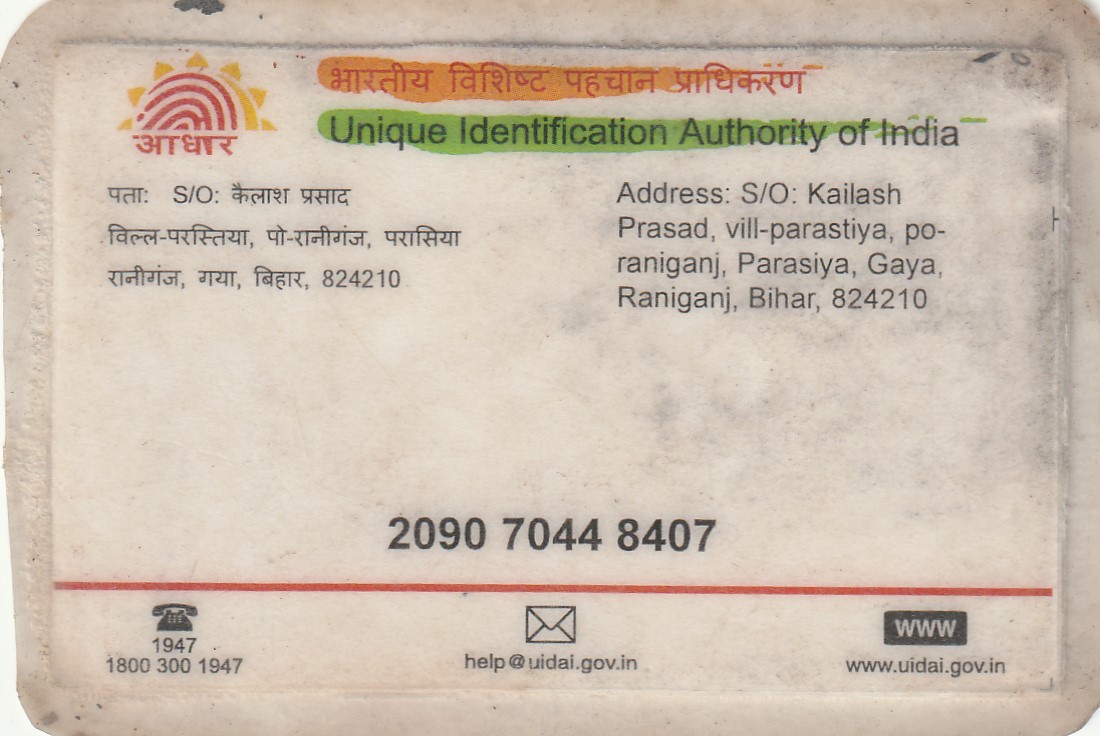 आधार
भारतीय विशिष्ट पहचान प्राधिकरण
Unique Identification Authority of India
पता: S/O: कैलाश प्रसाद
विल्ल-परस्तिया, पो-रानीगंज, परासिया
रानीगंज, गया, बिहार, 824210
Address: S/O: Kailash
Prasad, vill-parastiya, po-
raniganj, Parasiya, Gaya,
Raniganj, Bihar, 824210
2090 7044 8407
1947
1800 300 1947
help@uidai.gov.in
WWW
www.uidai.gov.in